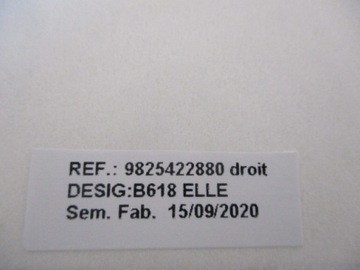 REF.: 9825422880 droit
DESIG:B618 ELLE
Sem. Fab. 15/09/2020